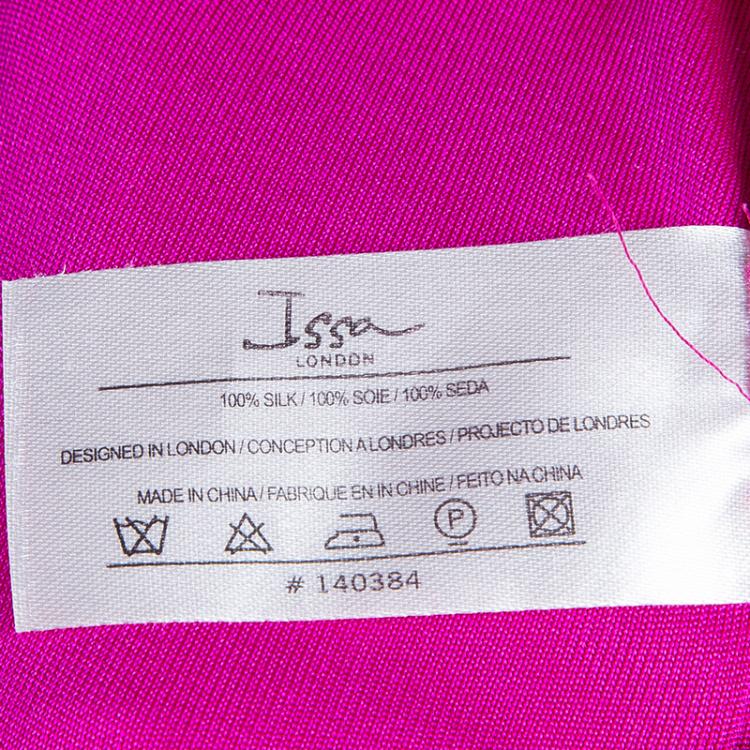 Issa
LONDON
100% SILK / 100% SOIE / 100% SEDA
DESIGNED IN LONDON / CONCEPTION A LONDRES / PROJECTO DE LONDRES
MADE IN CHINA / FABRIQUE EN IN CHINE / FEITO NA CHINA
P
# 140384